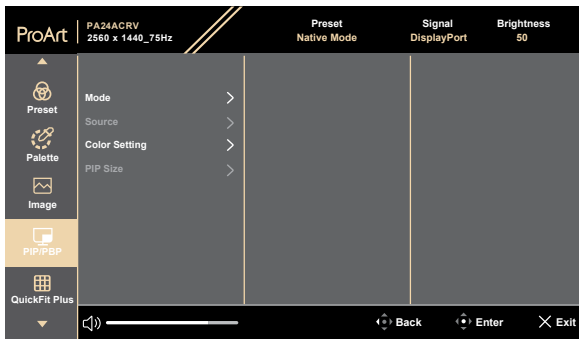 ProArt
PA24ACRV
2560 x 1440_75Hz
Preset
Native Mode
Signal
DisplayPort
Brightness
50
Preset
Palette
Image
PIP/PBP
QuickFit Plus
Mode
Source
Color Setting
PIP Size
Back
Enter
Exit